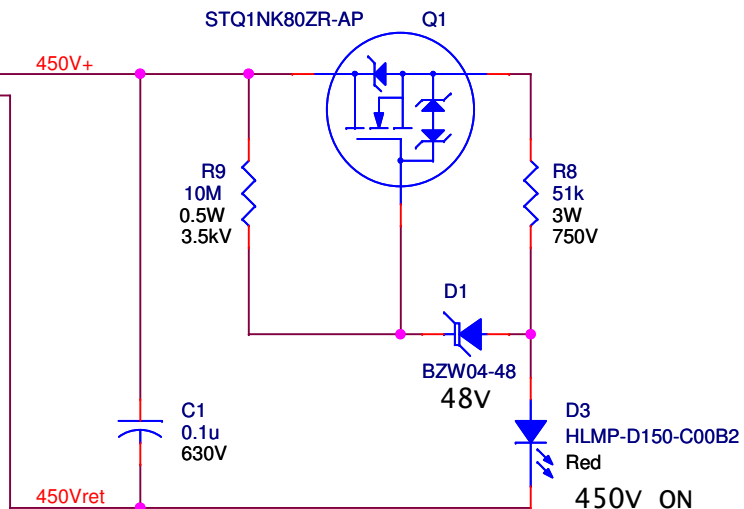 STQ1NK80ZR-AP
Q1
450V+
R9
10M
0.5W
3.5kV
R8
51k
3W
750V
D1
BZW04-48
48V
C1
0.1u
630V
D3
HLMP-D150-C00B2
Red
450Vret
450V ON